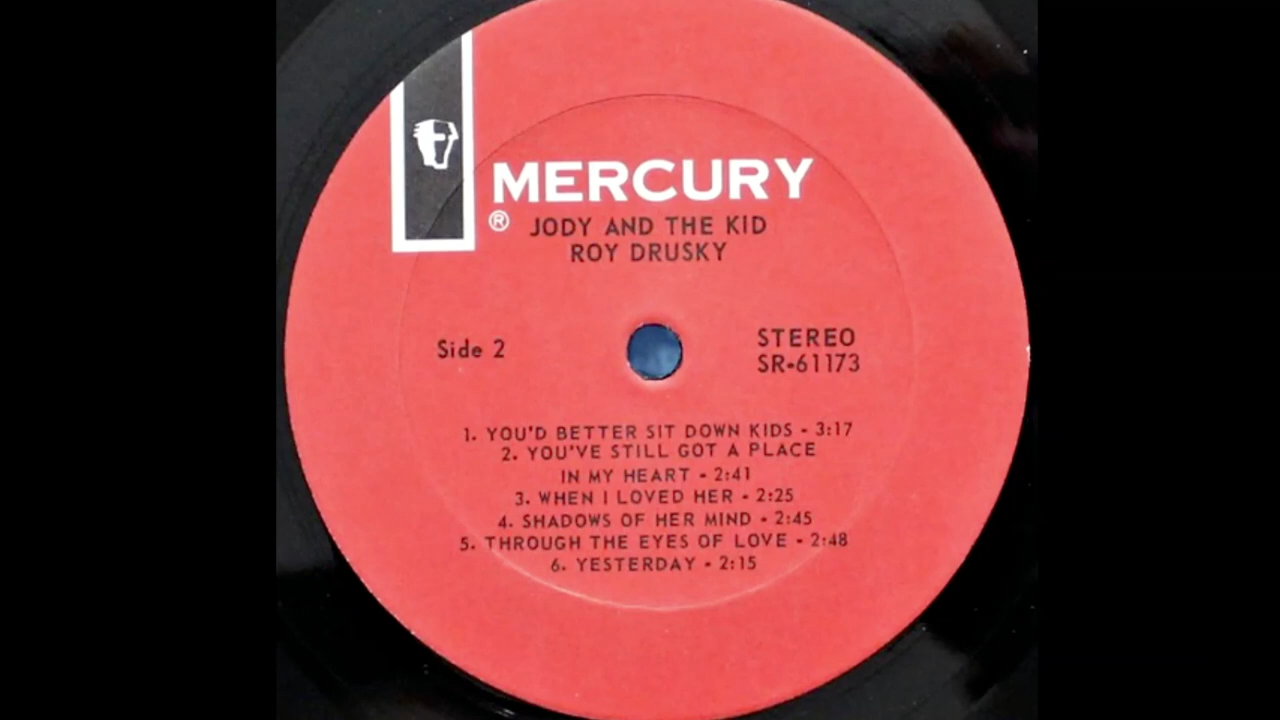 MERCURY
®
JODY AND THE KID
ROY DRUSKY
Side 2
STEREO
SR-61173
1. YOU'D BETTER SIT DOWN KIDS - 3:17
2. YOU'VE STILL GOT A PLACE
IN MY HEART - 2:41
3. WHEN I LOVED HER - 2:25
4. SHADOWS OF HER MIND - 2:45
5. THROUGH THE EYES OF LOVE - 2:48
6. YESTERDAY - 2:15